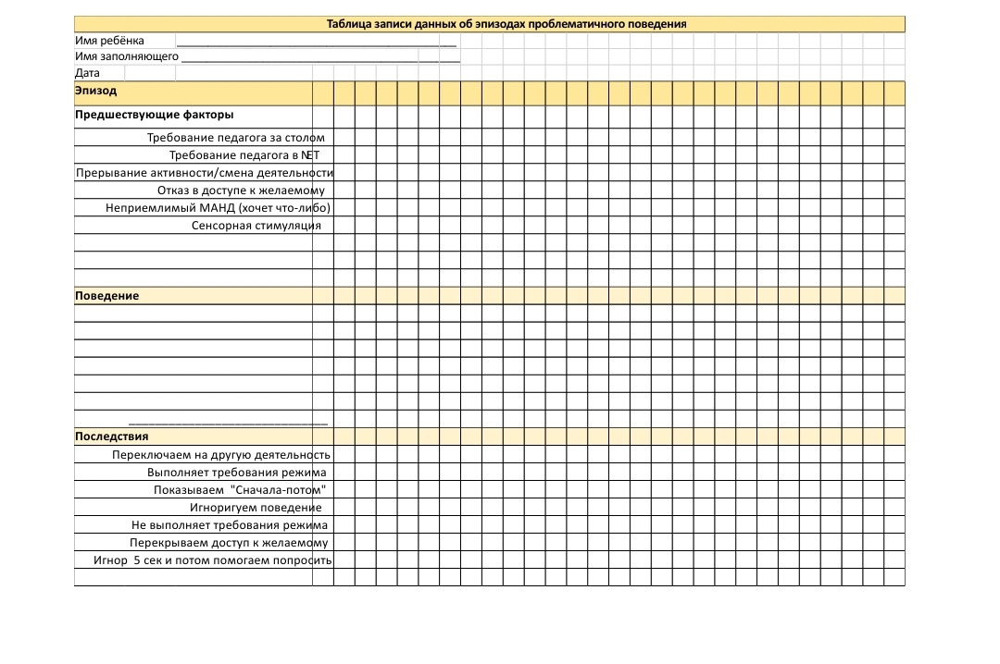 Таблица записи данных об эпизодах проблематичного поведения
Имя ребёнка ____________________________________________
Имя заполняющего ____________________________________________
Дата
Эпизод
Предшествующие факторы
Требование педагога за столом
Требование педагога в NET
Прерывание активности/смена деятельности
Отказ в доступе к желаемому
Неприемлимый МАНД (хочет что-либо)
Сенсорная стимуляция
Поведение
_______________________________
Последствия
Переключаем на другую деятельность
Выполняет требования режима
Показываем "Сначала-потом"
Игноригуем поведение
Не выполняет требования режима
Перекрываем доступ к желаемому
Игнор 5 сек и потом помогаем попросить